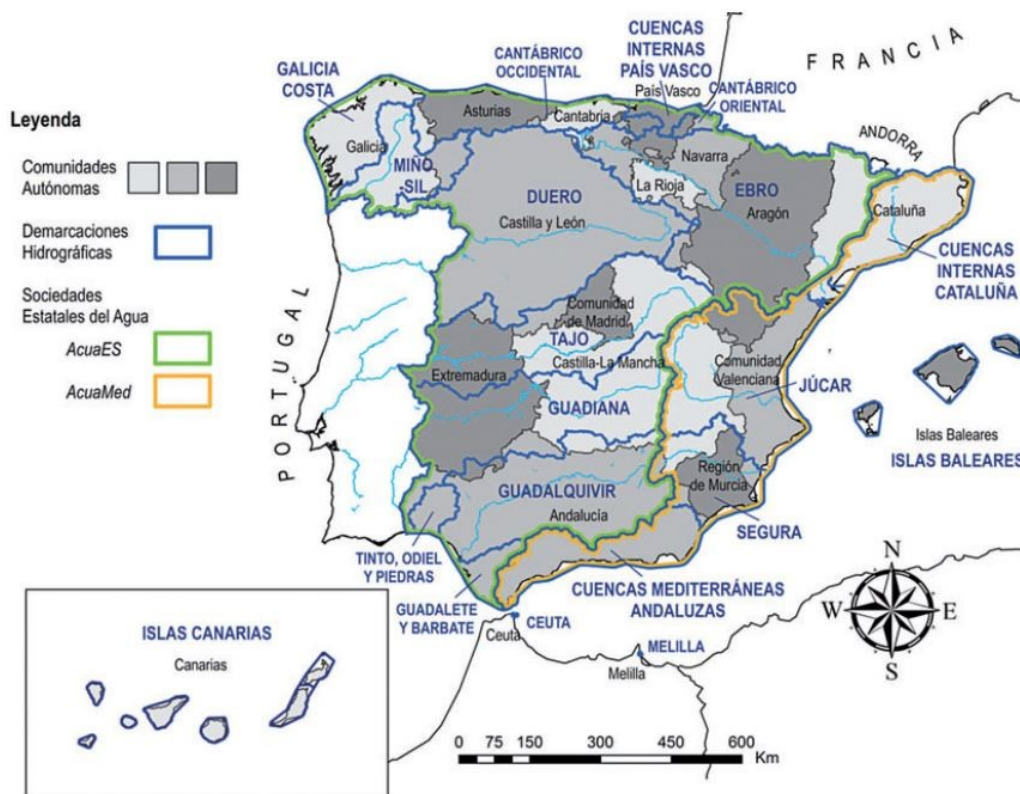 Leyenda
Comunidades
Autónomas
Demarcaciones
Hidrográficas
Sociedades
Estatales del Agua
AcuaES
AcuaMed
FRANCIA
CUENCAS
INTERNAS
PAÍS VASCO
País Vasco
CANTÁBRICO
OCCIDENTAL
CANTÁBRICO
ORIENTAL
GALICIA
COSTA
Asturias
Cantabria
ANDORRA
Galicia
MIÑO
-SIL
Navarra
La Rioja
DUERO
Castilla y León
EBRO
Aragón
Cataluña
CUENCAS
INTERNAS
CATALUÑA
PORTUGAL
Comunidad
de Madrid
TAJO
Castilla-La Mancha
Extremadura
GUADIANA
Comunidad
Valenciana
JÚCAR
Islas Baleares
ISLAS BALEARES
GUADALQUIVIR
Andalucía
Región
de Murcia
SEGURA
TINTO, ODIEL
Y PIEDRAS
GUADALETE
Y BARBATE
CUENCAS MEDITERRÁNEAS
ANDALUZAS
CEUTA
Ceuta
MELILLA
Melilla
ISLAS CANARIAS
Canarias
N
W E
S
0 75 150 300 450 600
Km